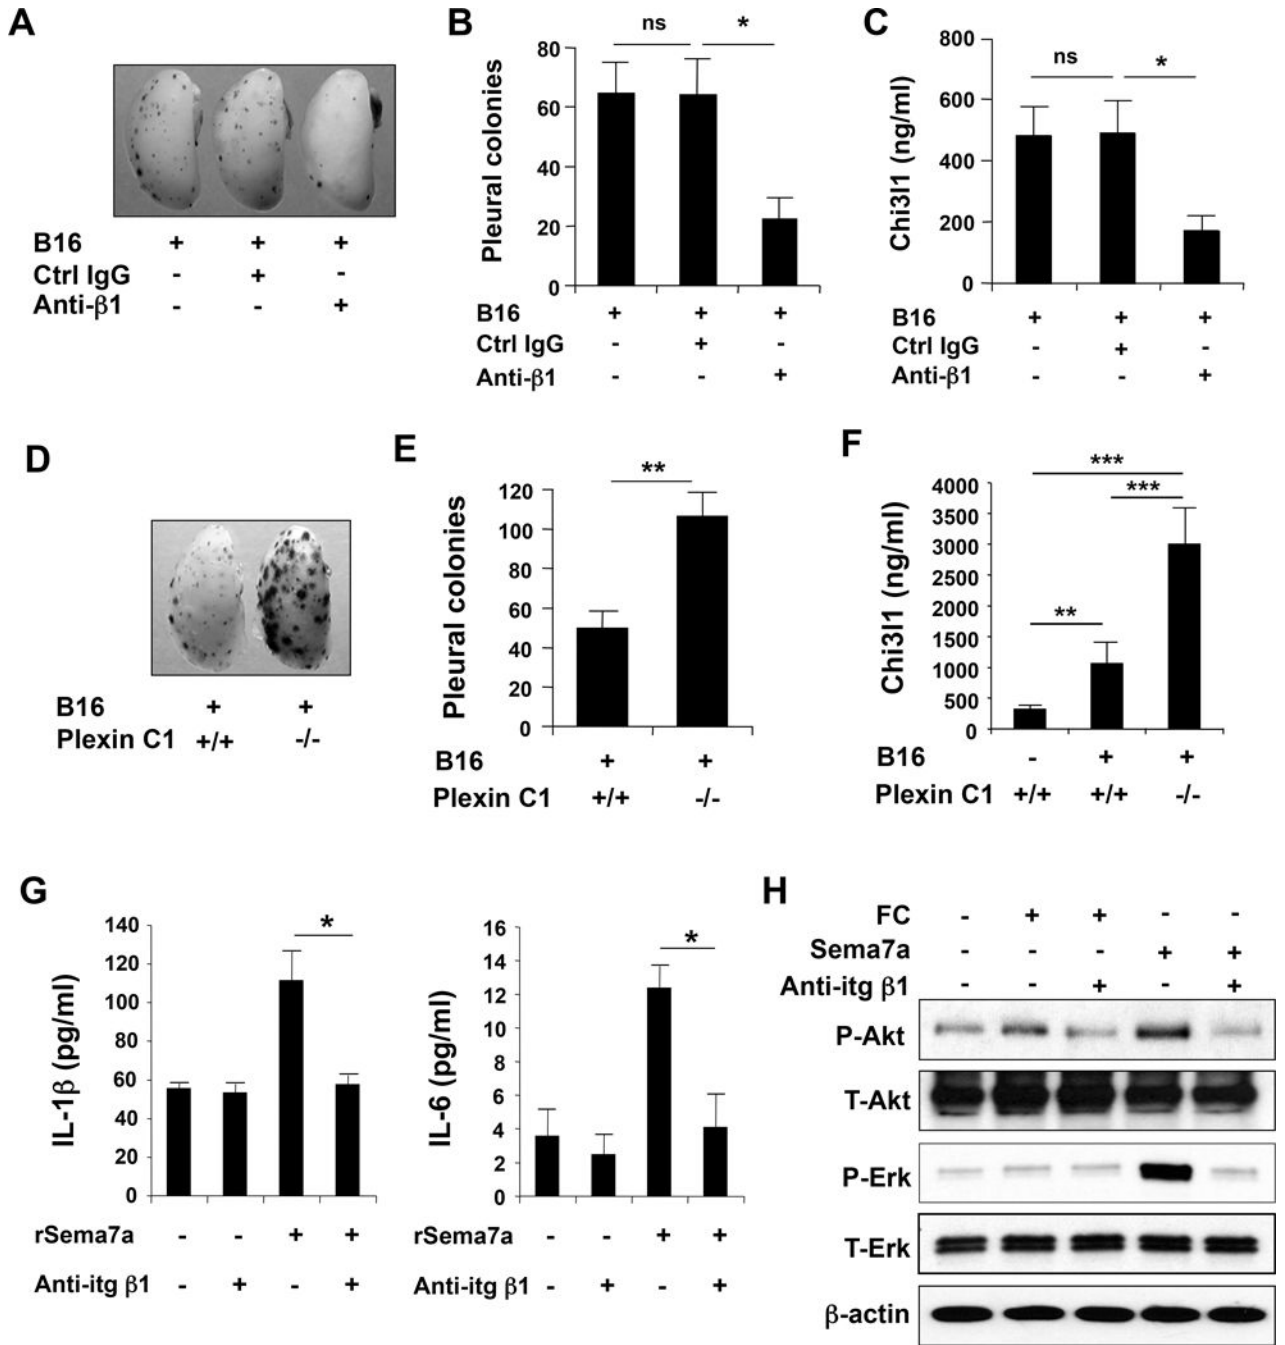 A
B16 + + +
Ctrl IgG - + -
Anti-β1 - - +
B
ns *
Pleural colonies
80
60
40
20
0
B16 + + +
Ctrl IgG - + -
Anti-β1 - - +
C
ns *
Chi3l1 (ng/ml)
800
600
400
200
0
B16 + + +
Ctrl IgG - + -
Anti-β1 - - +
D
B16 + +
Plexin C1 +/+ -/-
E
**
Pleural colonies
120
100
80
60
40
20
0
B16 + +
Plexin C1 +/+ -/-
F
***
***
**
Chi3l1 (ng/ml)
4000
3500
3000
2500
2000
1500
1000
500
0
B16 - + +
Plexin C1 +/+ +/+ -/-
G
*
IL-1β (pg/ml)
140
120
100
80
60
40
20
0
rSema7a - - + +
Anti-itg β1 - + - +
*
IL-6 (pg/ml)
16
14
12
10
8
6
4
2
0
rSema7a - - + +
Anti-itg β1 - + - +
H
FC - + + - -
Sema7a - - - + +
Anti-itg β1 - - + - +
P-Akt
T-Akt
P-Erk
T-Erk
β-actin